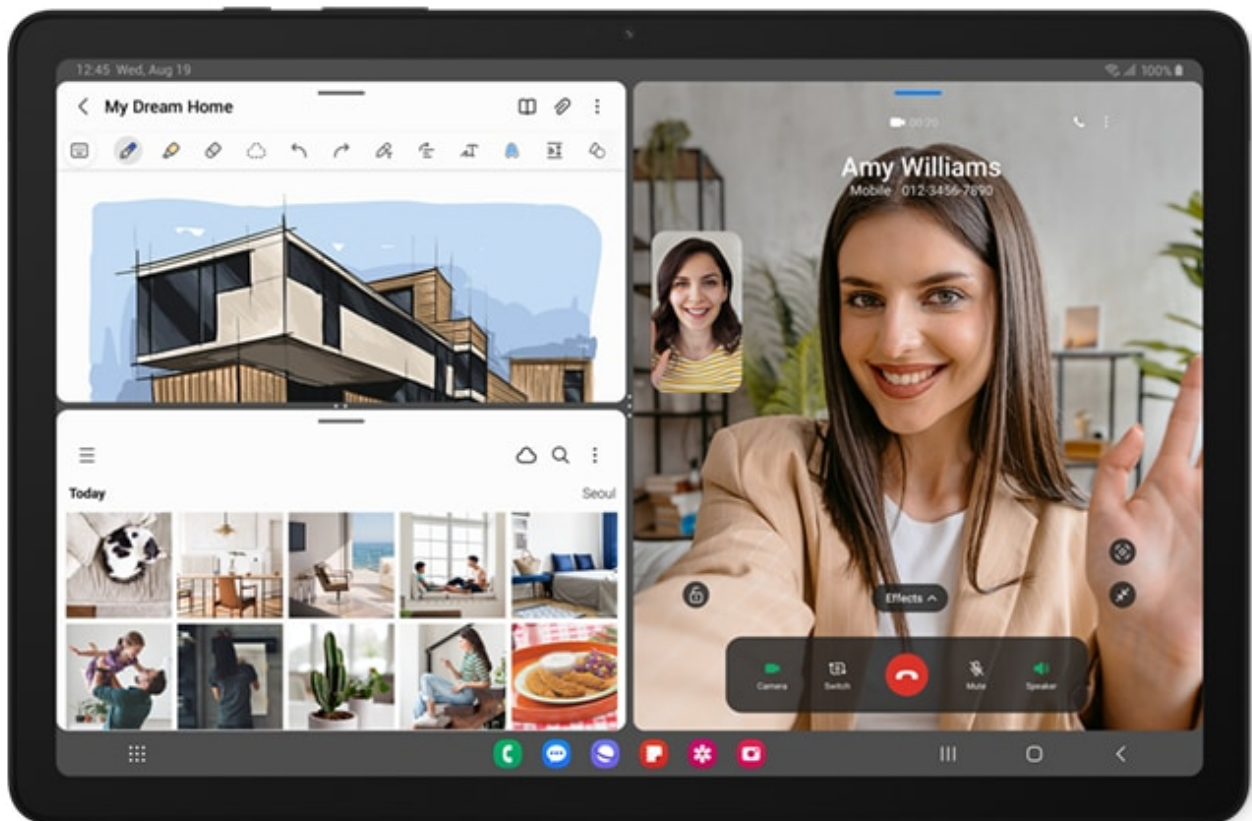 12:45 Wed, Aug 19
100%
My Dream Home
Today
Seoul
00:20
Amy Williams
Mobile 012-3456-7890
Effects
Camera
Switch
Mute
Speaker